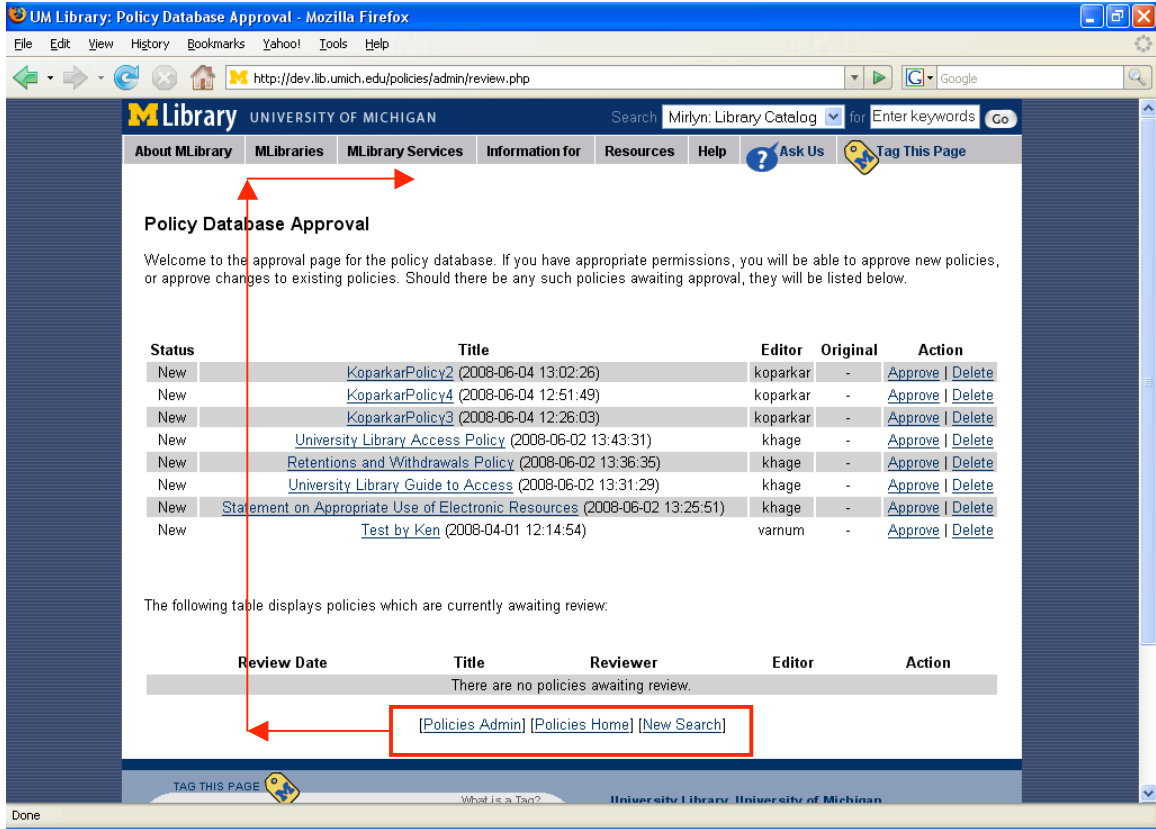 UM Library: Policy Database Approval - Mozilla Firefox
File Edit View History Bookmarks Yahoo! Tools Help
http://dev.lib.umich.edu/policies/admin/review.php G Google
MLibrary UNIVERSITY OF MICHIGAN Search Mirlyn: Library Catalog for Enter keywords Go
About MLibrary MLibraries MLibrary Services Information for Resources Help ? Ask Us Tag This Page
Policy Database Approval
Welcome to the approval page for the policy database. If you have appropriate permissions, you will be able to approve new policies,
or approve changes to existing policies. Should there be any such policies awaiting approval, they will be listed below.
Status Title Editor Original Action
New KoparkarPolicy2 (2008-06-04 13:02:26) koparkar - Approve | Delete
New KoparkarPolicy4 (2008-06-04 12:51:49) koparkar - Approve | Delete
New KoparkarPolicy3 (2008-06-04 12:26:03) koparkar - Approve | Delete
New University Library Access Policy (2008-06-02 13:43:31) khage - Approve | Delete
New Retentions and Withdrawals Policy (2008-06-02 13:36:35) khage - Approve | Delete
New University Library Guide to Access (2008-06-02 13:31:29) khage - Approve | Delete
New Statement on Appropriate Use of Electronic Resources (2008-06-02 13:25:51) khage - Approve | Delete
New Test by Ken (2008-04-01 12:14:54) varnum - Approve | Delete
The following table displays policies which are currently awaiting review:
Review Date Title Reviewer Editor Action
There are no policies awaiting review.
[Policies Admin] [Policies Home] [New Search]
TAG THIS PAGE
What is a Tag? University Library, University of Michigan
Done